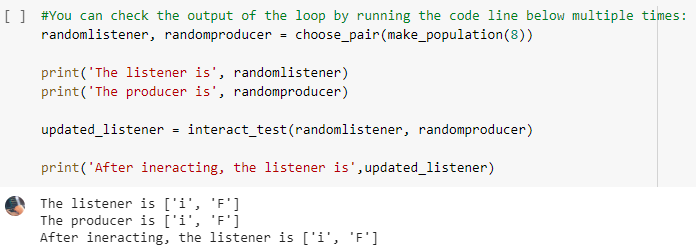 [ ] #You can check the output of the loop by running the code line below multiple times:
randomlistener, randomproducer = choose_pair(make_population(8))
print('The listener is', randomlistener)
print('The producer is', randomproducer)
updated_listener = interact_test(randomlistener, randomproducer)
print('After ineracting, the listener is',updated_listener)
The listener is ['i', 'F']
The producer is ['i', 'F']
After ineracting, the listener is ['i', 'F']